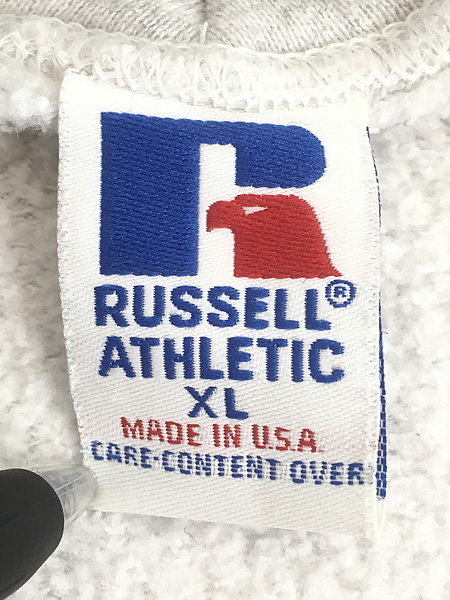 RUSSELL®
ATHLETIC
XL
MADE IN U.S.A.
CARE-CONTENT OVER